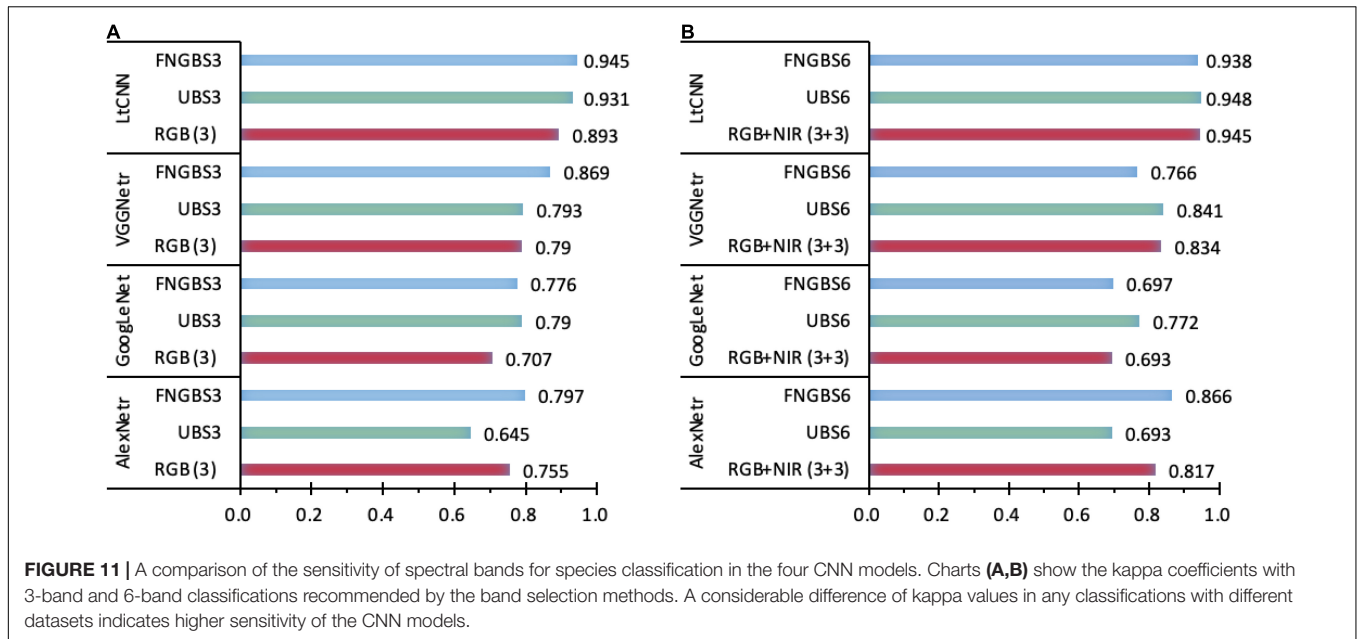 A
LtCNN
FNGBS3 0.945
UBS3 0.931
RGB (3) 0.893
VGGNetr
FNGBS3 0.869
UBS3 0.793
RGB (3) 0.79
GoogLeNet
FNGBS3 0.776
UBS3 0.79
RGB (3) 0.707
AlexNetr
FNGBS3 0.797
UBS3 0.645
RGB (3) 0.755
0.0 0.2 0.4 0.6 0.8 1.0
B
LtCNN
FNGBS6 0.938
UBS6 0.948
RGB+NIR (3+3) 0.945
VGGNetr
FNGBS6 0.766
UBS6 0.841
RGB+NIR (3+3) 0.834
GoogLeNet
FNGBS6 0.697
UBS6 0.772
RGB+NIR (3+3) 0.693
AlexNetr
FNGBS6 0.866
UBS6 0.693
RGB+NIR (3+3) 0.817
0.0 0.2 0.4 0.6 0.8 1.0
FIGURE 11 | A comparison of the sensitivity of spectral bands for species classification in the four CNN models. Charts (A,B) show the kappa coefficients with
3-band and 6-band classifications recommended by the band selection methods. A considerable difference of kappa values in any classifications with different
datasets indicates higher sensitivity of the CNN models.